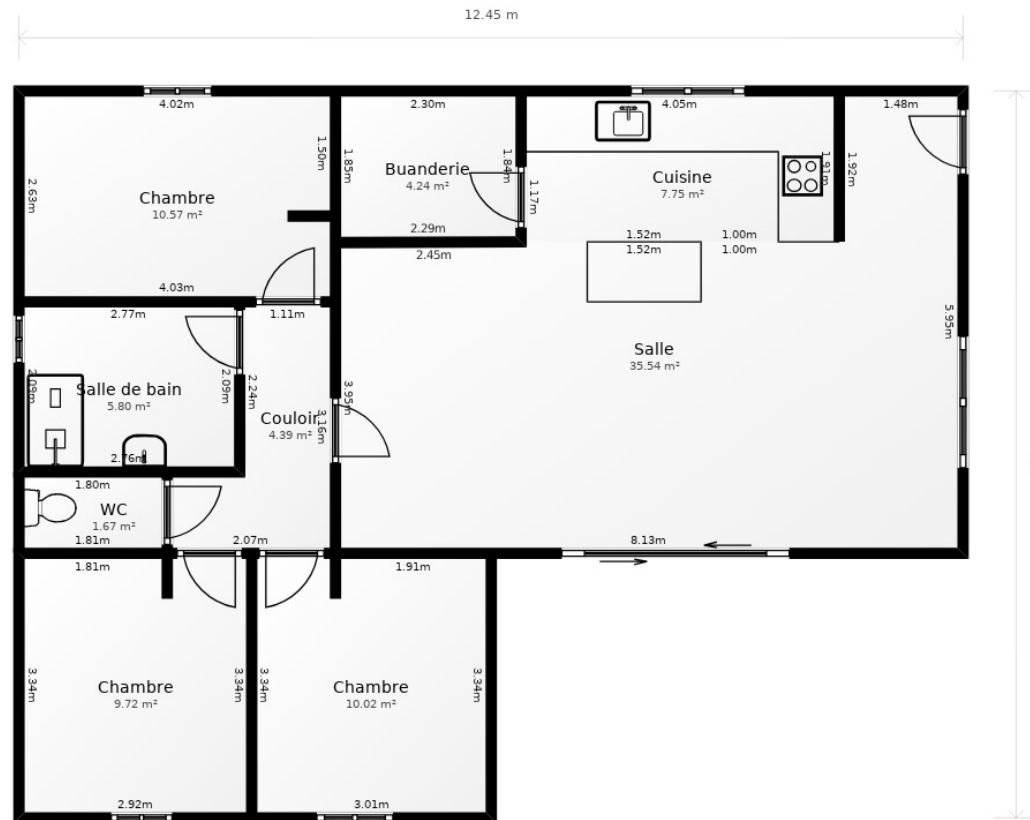 12.45 m
4.02m
2.30m
4.05m
1.48m
1.50m
1.85m
1.84m
1.91m
1.92m
Buanderie
4.24 m²
Cuisine
7.75 m²
2.63m
Chambre
10.57 m²
1.17m
2.29m
1.52m
1.00m
2.45m
1.52m
1.00m
4.03m
2.77m
1.11m
5.95m
Salle
35.54 m²
2.09m
Salle de bain
5.80 m²
2.09m
2.24m
3.95m
Couloir
4.39 m²
3.16m
2.76m
1.80m
WC
1.67 m²
1.81m
2.07m
8.13m
1.81m
1.91m
3.34m
Chambre
9.72 m²
3.34m
3.34m
Chambre
10.02 m²
3.34m
2.92m
3.01m